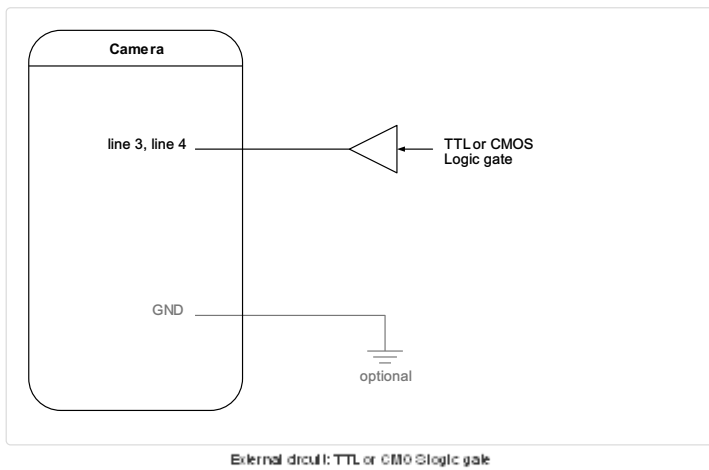 Camera
line 3, line 4
TTL or CMOS
Logic gate
GND
optional
External circuit: TTL or CMOS logic gate